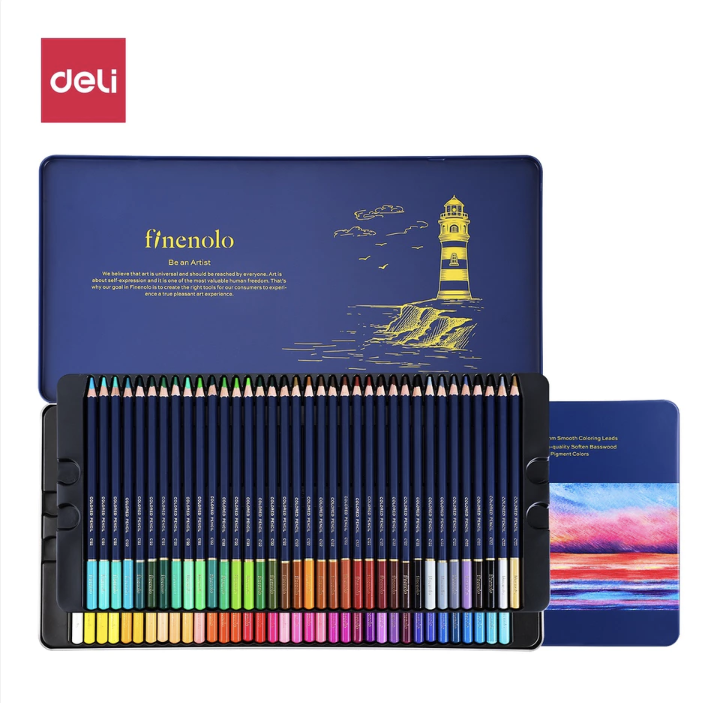 deli
finenolo
Be an Artist
We believe that art is universal and should be reached by everyone. Art is
about self-expression and it is one of the most valuable human freedom. That's
why our goal in Finenolo is to create the right tools for our consumers to experi-
ence a true pleasant art experience.
Smooth Coloring Leads
-quality Soften Basswood
Pigment Colors
COLORED PENCIL